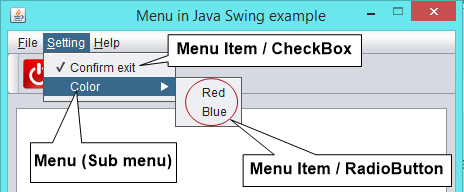 Menu in Java Swing example
File Setting Help
Menu Item / CheckBox
Confirm exit
Color
Red
Blue
Menu (Sub menu)
Menu Item / RadioButton